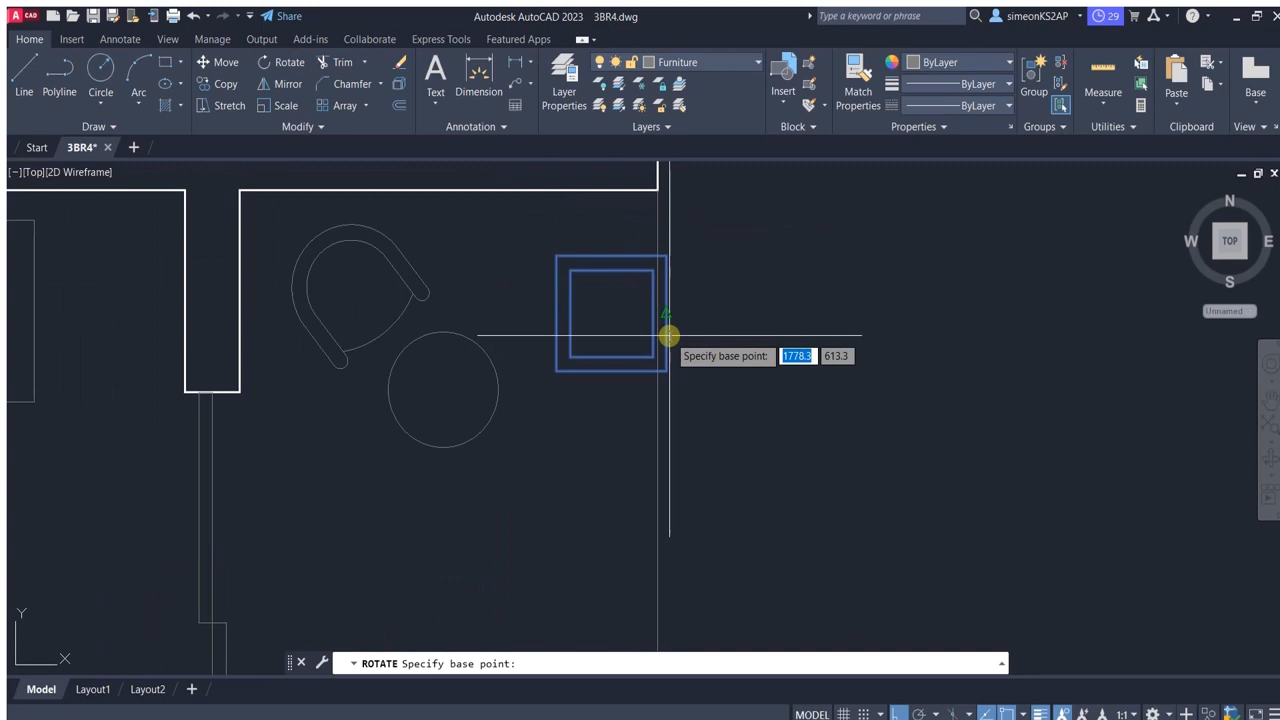 A CAD Share Autodesk AutoCAD 2023 3BR4.dwg Type a keyword or phrase simeonKS2AP 29
Home Insert Annotate View Manage Output Add-ins Collaborate Express Tools Featured Apps
Move Rotate Trim Furniture ByLayer
Copy Mirror Chamfer ByLayer
Line Polyline Circle Arc Text Dimension Layer Properties Insert Match Properties Group Measure Paste Base
Stretch Scale Array ByLayer
Draw Modify Annotation Layers Block Properties Groups Utilities Clipboard View
Start 3BR4*
[−][Top][2D Wireframe]
N
W TOP E
S
Unnamed
Specify base point: 1778.3 613.3
Y
X
ROTATE Specify base point:
Model Layout1 Layout2
MODEL 1:1